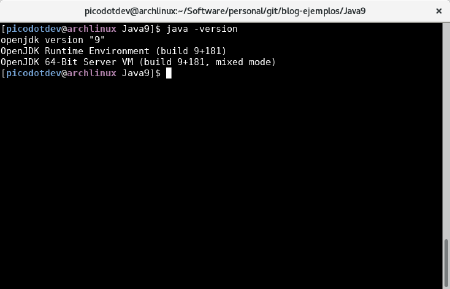 picodotdev@archlinux:~/Software/personal/git/blog-ejemplos/Java9 ×
[picodotdev@archlinux Java9]$ java -version
openjdk version "9"
OpenJDK Runtime Environment (build 9+181)
OpenJDK 64-Bit Server VM (build 9+181, mixed mode)
[picodotdev@archlinux Java9]$